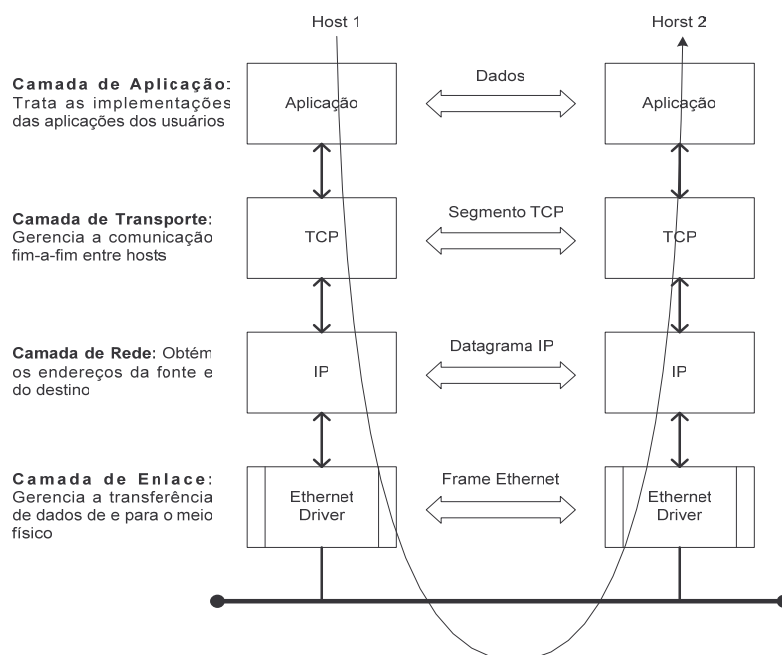 Host 1
Horst 2
Camada de Aplicação:
Trata as implementações
das aplicações dos usuários
Aplicação
Dados
Aplicação
Camada de Transporte:
Gerencia a comunicação
fim-a-fim entre hosts
TCP
Segmento TCP
TCP
Camada de Rede: Obtém
os endereços da fonte e
do destino
IP
Datagrama IP
IP
Camada de Enlace:
Gerencia a transferência
de dados de e para o meio
físico
Ethernet
Driver
Frame Ethernet
Ethernet
Driver